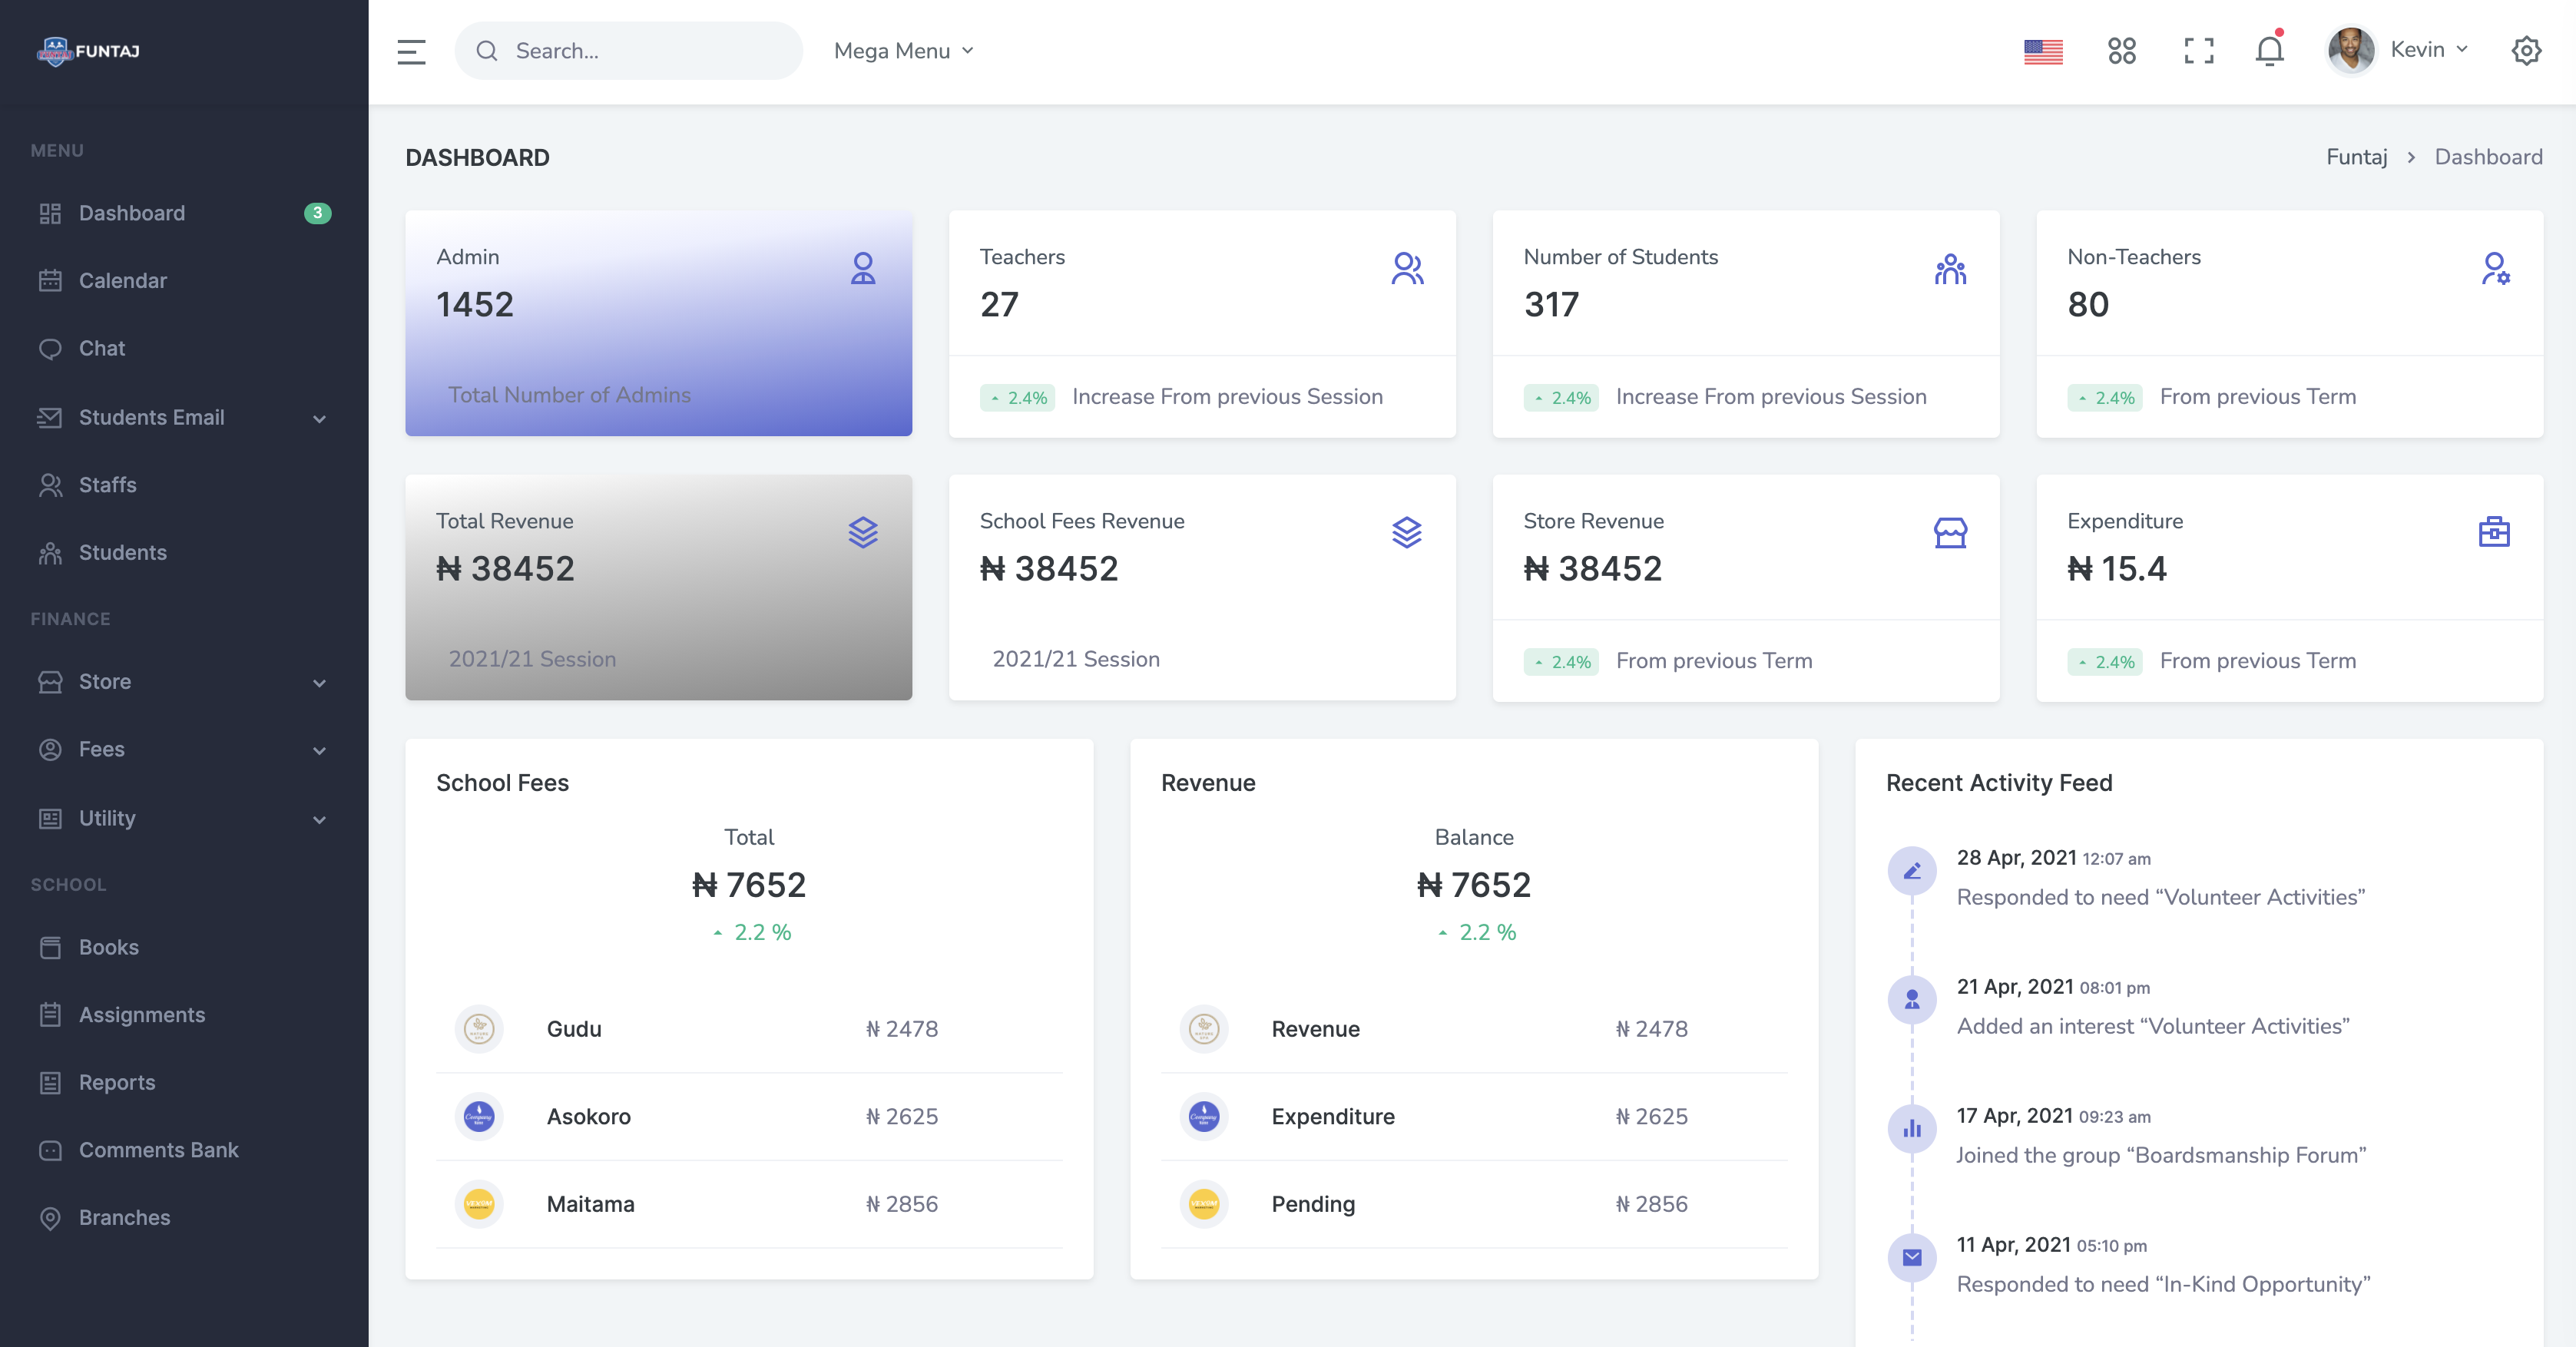 FUNTAJ
Search...
Mega Menu
Kevin
MENU
Dashboard 3
Calendar
Chat
Students Email
Staffs
Students
FINANCE
Store
Fees
Utility
SCHOOL
Books
Assignments
Reports
Comments Bank
Branches
DASHBOARD
Funtaj > Dashboard
Admin
1452
Total Number of Admins
Teachers
27
2.4% Increase From previous Session
Number of Students
317
2.4% Increase From previous Session
Non-Teachers
80
2.4% From previous Term
Total Revenue
₦ 38452
2021/21 Session
School Fees Revenue
₦ 38452
2021/21 Session
Store Revenue
₦ 38452
2.4% From previous Term
Expenditure
₦ 15.4
2.4% From previous Term
School Fees
Total
₦ 7652
2.2 %
Gudu ₦ 2478
Asokoro ₦ 2625
Maitama ₦ 2856
Revenue
Balance
₦ 7652
2.2 %
Revenue ₦ 2478
Expenditure ₦ 2625
Pending ₦ 2856
Recent Activity Feed
28 Apr, 2021 12:07 am
Responded to need “Volunteer Activities”
21 Apr, 2021 08:01 pm
Added an interest “Volunteer Activities”
17 Apr, 2021 09:23 am
Joined the group “Boardsmanship Forum”
11 Apr, 2021 05:10 pm
Responded to need “In-Kind Opportunity”